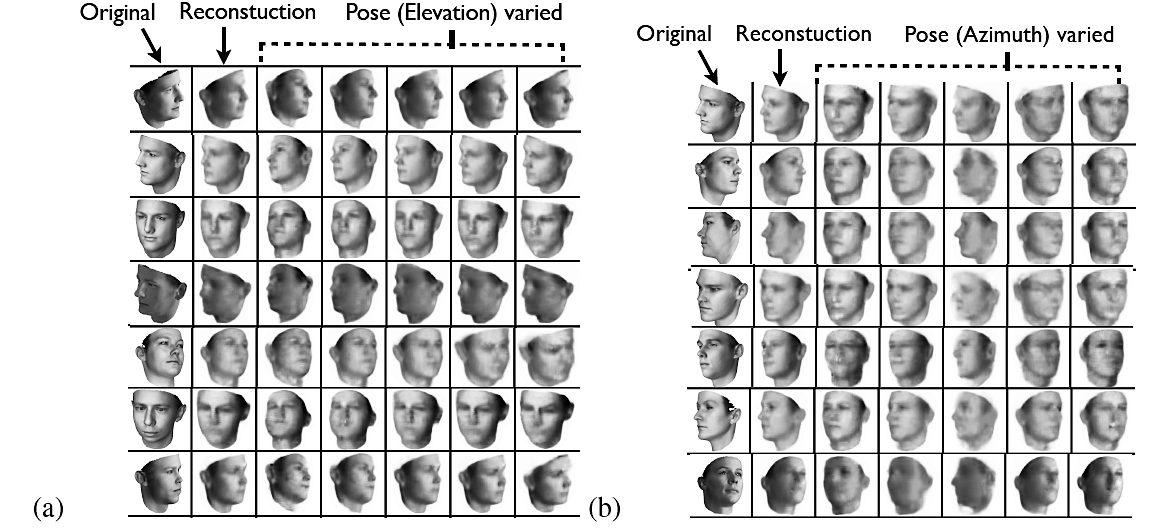 Original Reconstuction Pose (Elevation) varied
Original Reconstuction Pose (Azimuth) varied
(a)
(b)